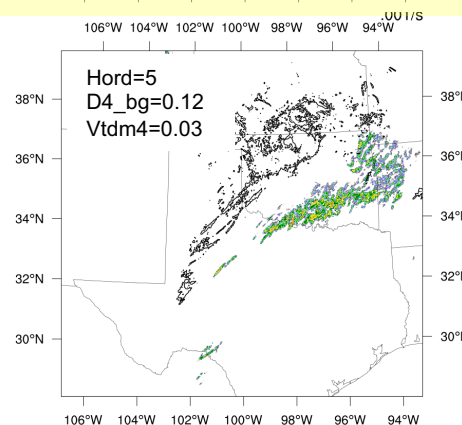 .001/s
106°W 104°W 102°W 100°W 98°W 96°W 94°W
Hord=5
D4_bg=0.12
Vtdm4=0.03
38°N 38°N
36°N 36°N
34°N 34°N
32°N 32°N
30°N 30°N
106°W 104°W 102°W 100°W 98°W 96°W 94°W